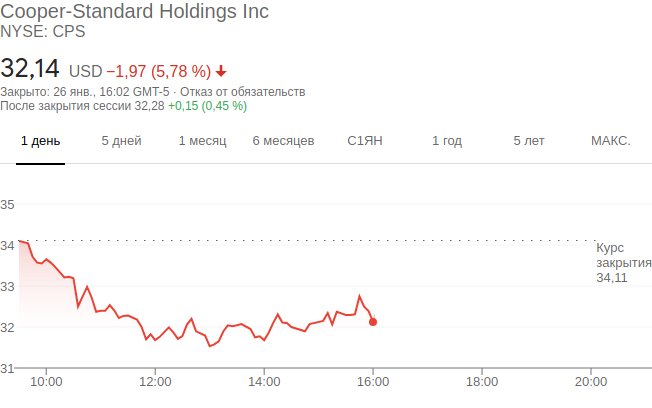 Cooper-Standard Holdings Inc
NYSE: CPS
32,14 USD −1,97 (5,78 %)
Закрыто: 26 янв., 16:02 GMT-5 · Отказ от обязательств
После закрытия сессии 32,28 +0,15 (0,45 %)
1 день 5 дней 1 месяц 6 месяцев С1ЯН 1 год 5 лет МАКС.
35
34
Курс
закрытия
34,11
33
32
31
10:00 12:00 14:00 16:00 18:00 20:00